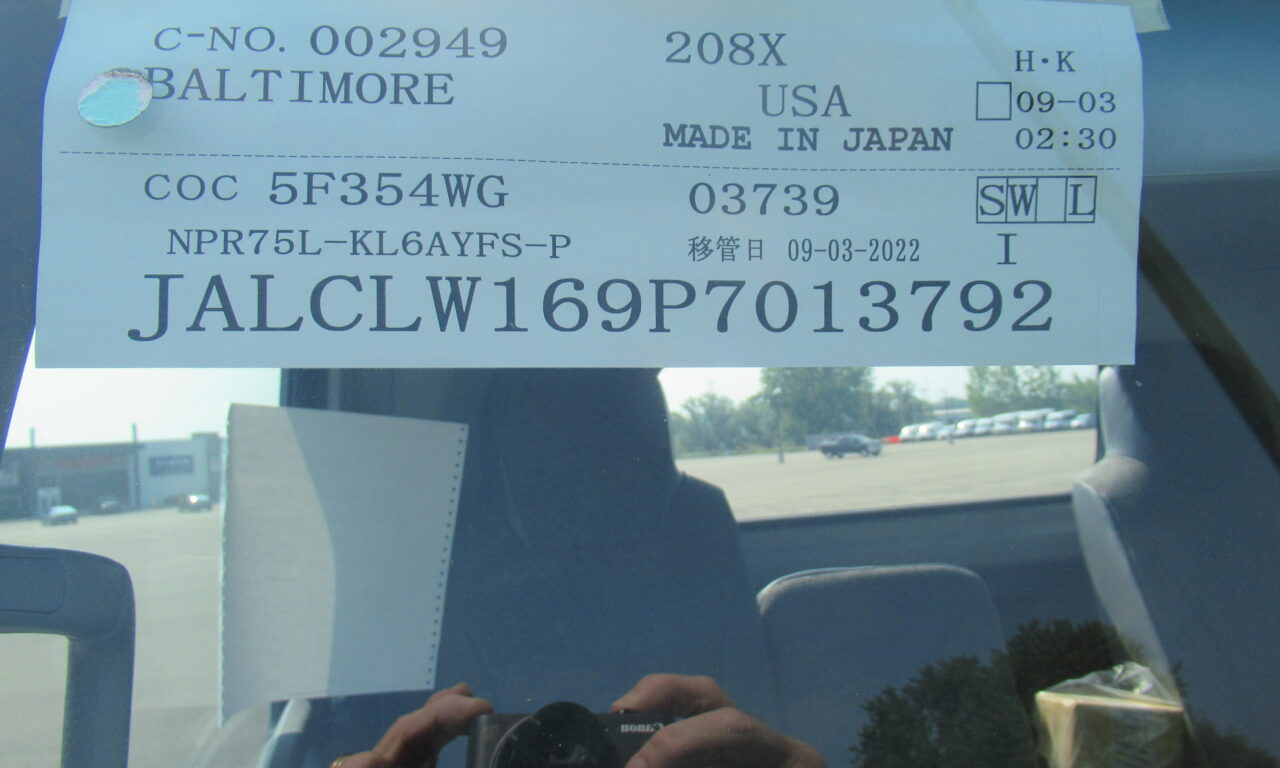 C-NO. 002949 208X H·K
BALTIMORE USA 09-03
MADE IN JAPAN 02:30
COC 5F354WG 03739 SW L
NPR75L-KL6AYFS-P 移管日 09-03-2022 I
JALCLW169P7013792
Canon